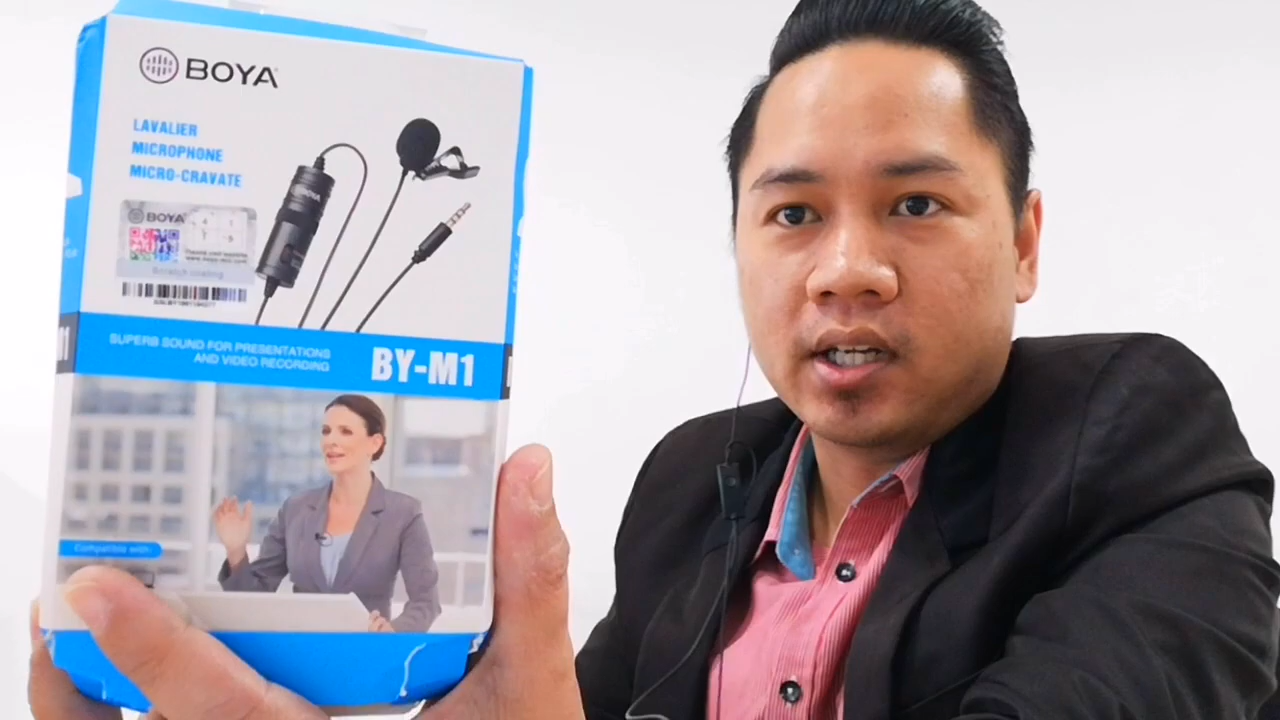 BOYA
LAVALIER
MICROPHONE
MICRO-CRAVATE
BOYA
Scratch coating
SUPERB SOUND FOR PRESENTATIONS
AND VIDEO RECORDING
BY-M1
Compatible with: